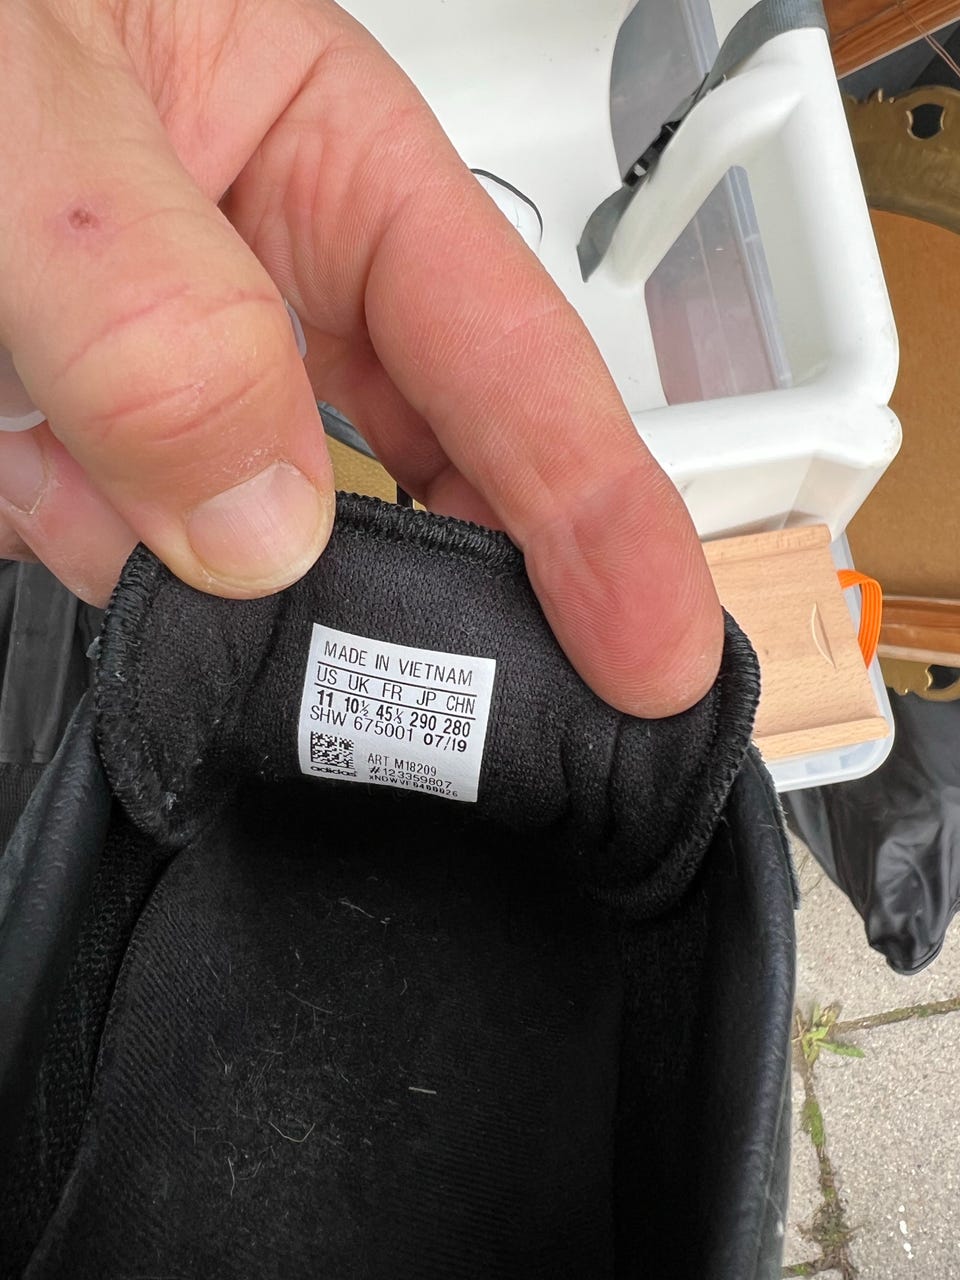 MADE IN VIETNAM
US UK FR JP CHN
11 10½ 45⅓ 290 280
SHW 675001 07/19
ART M18209
#123359807
adidas